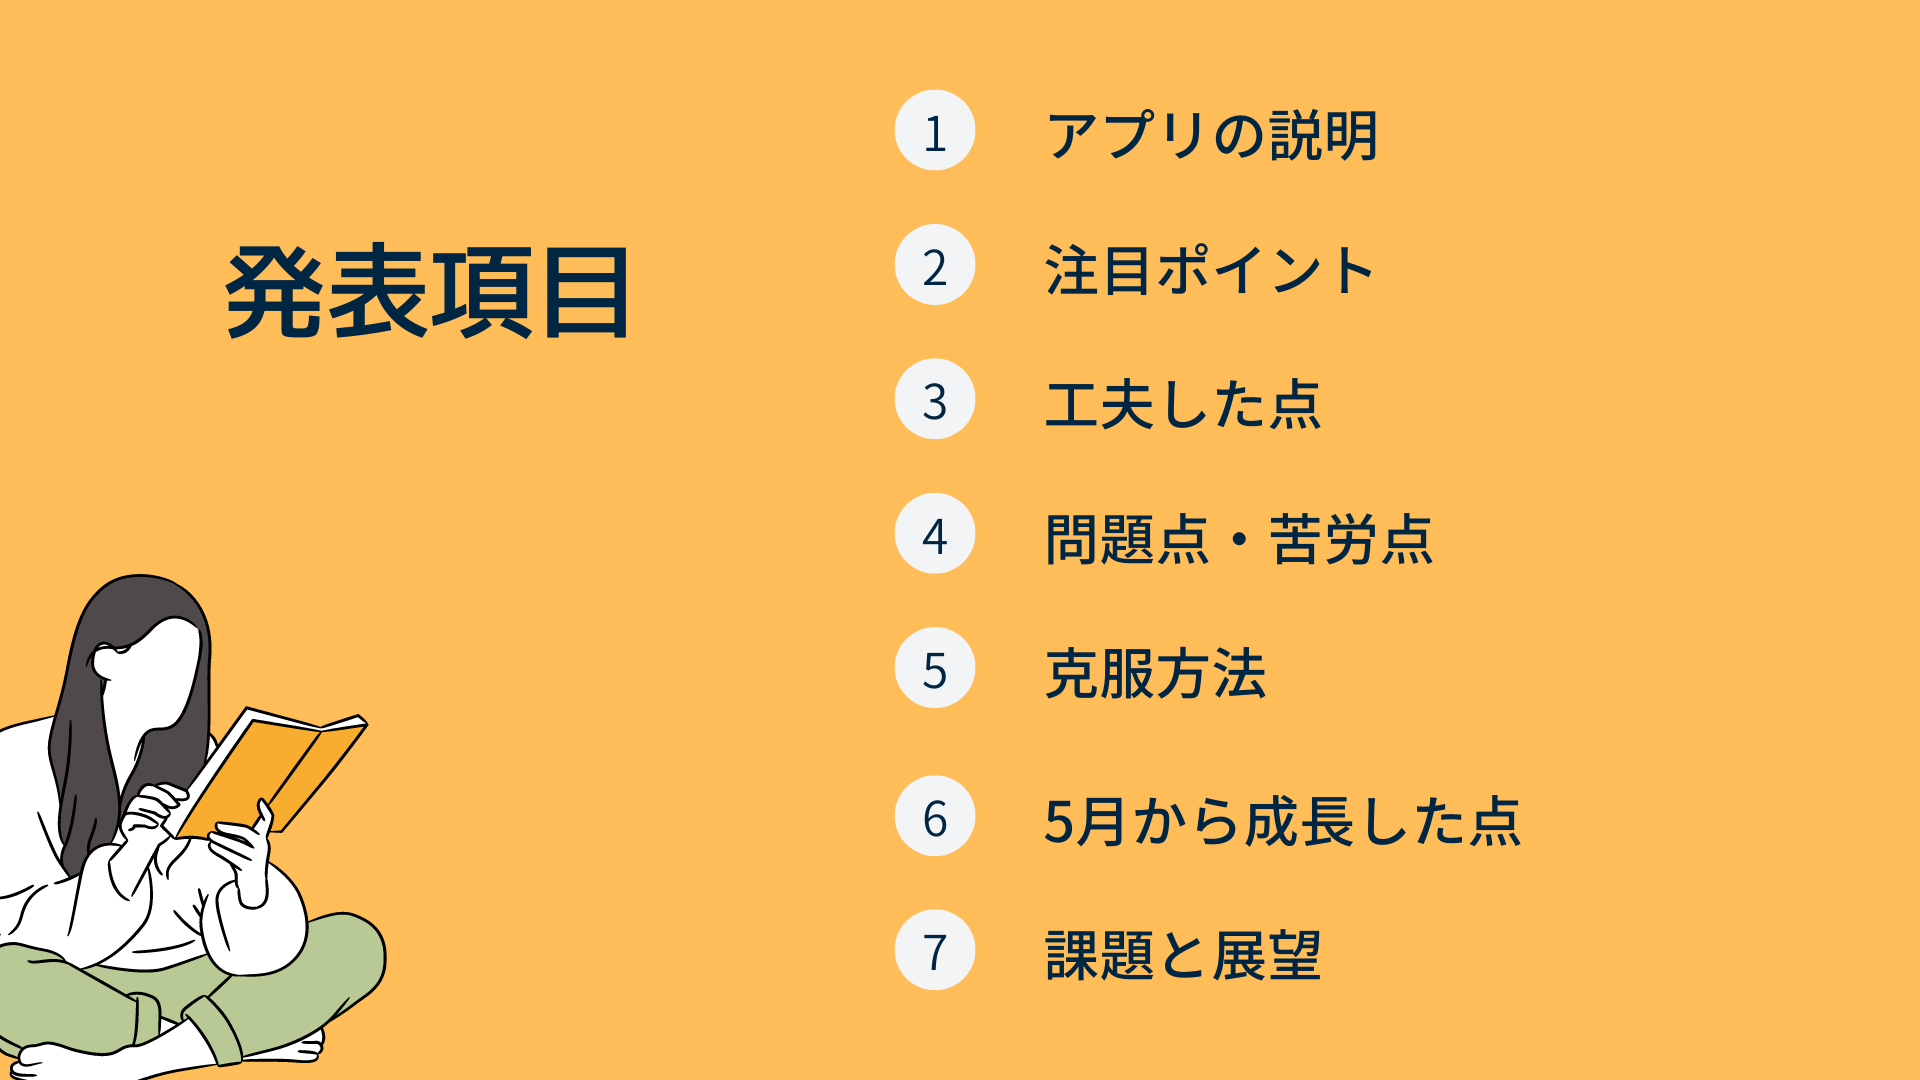 発表項目
1 アプリの説明
2 注目ポイント
3 工夫した点
4 問題点・苦労点
5 克服方法
6 5月から成長した点
7 課題と展望